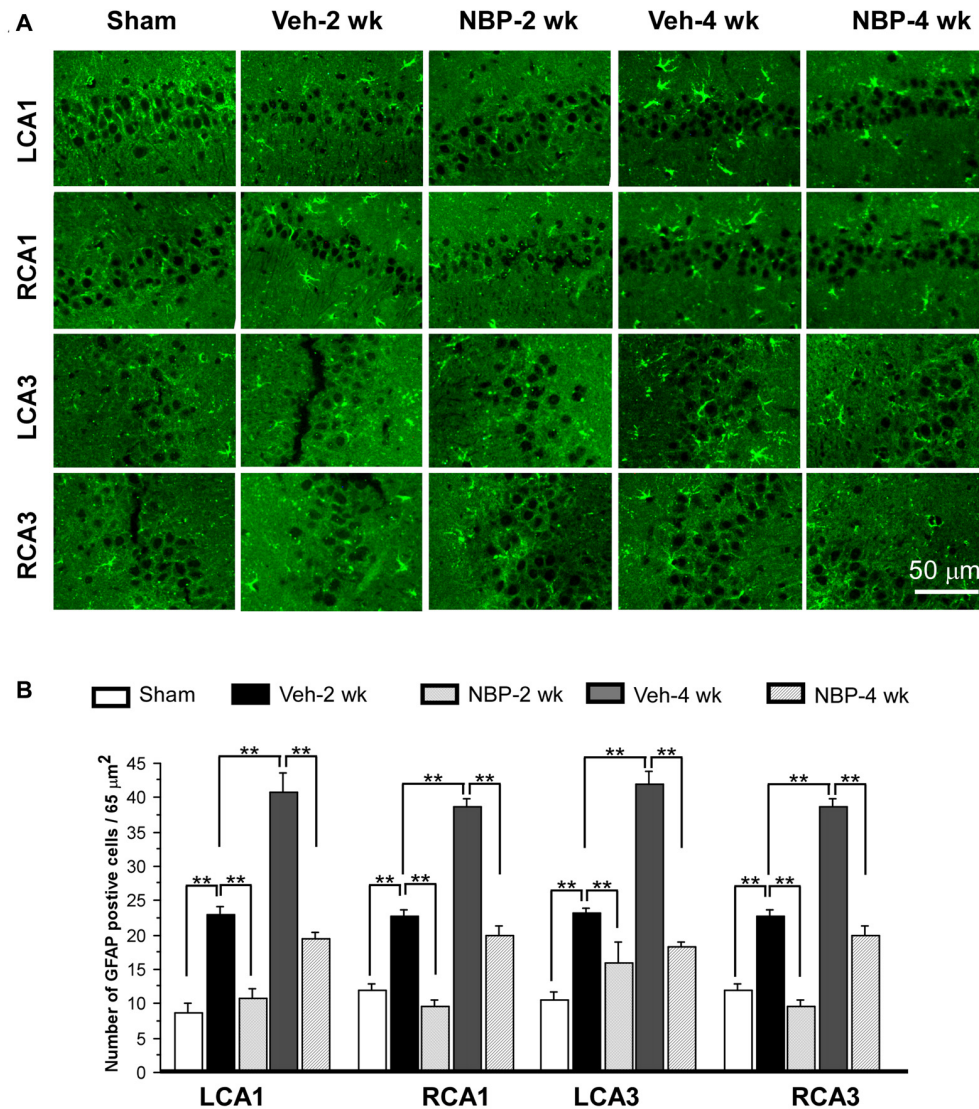 A
Sham Veh-2 wk NBP-2 wk Veh-4 wk NBP-4 wk
LCA1
RCA1
LCA3
RCA3
50 μm
B
Sham Veh-2 wk NBP-2 wk Veh-4 wk NBP-4 wk
Number of GFAP postive cells / 65 μm²
45
40
35
30
25
20
15
10
5
0
** ** ** **
** ** ** **
** ** ** **
** ** ** **
LCA1 RCA1 LCA3 RCA3